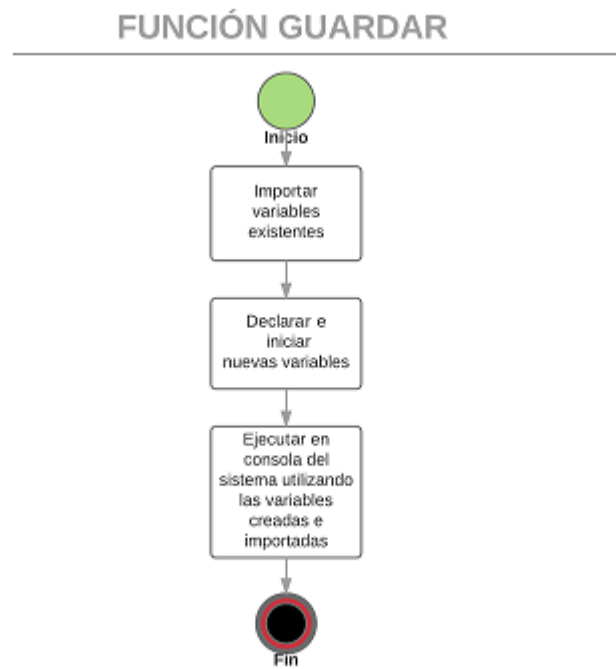 FUNCIÓN GUARDAR
Inicio
Importar
variables
existentes
Declarar e
iniciar
nuevas variables
Ejecutar en
consola del
sistema utilizando
las variables
creadas e
importadas
Fin